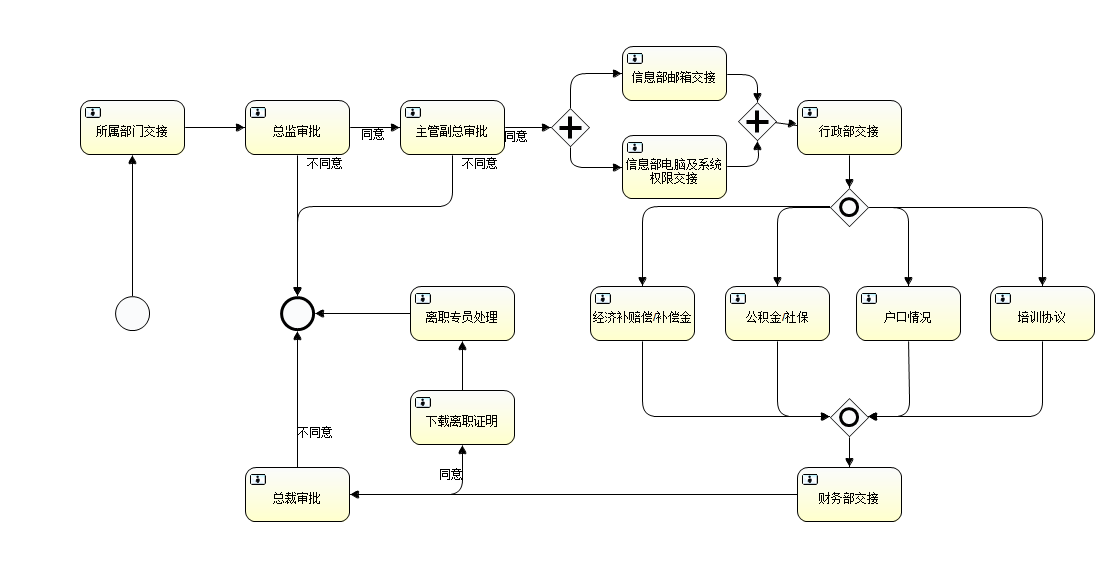 信息部邮箱交接
所属部门交接
总监审批
同意
主管副总审批
同意
行政部交接
不同意
不同意
信息部电脑及系统
权限交接
离职专员处理
经济补赔偿/补偿金
公积金/社保
户口情况
培训协议
下载离职证明
不同意
同意
总裁审批
财务部交接